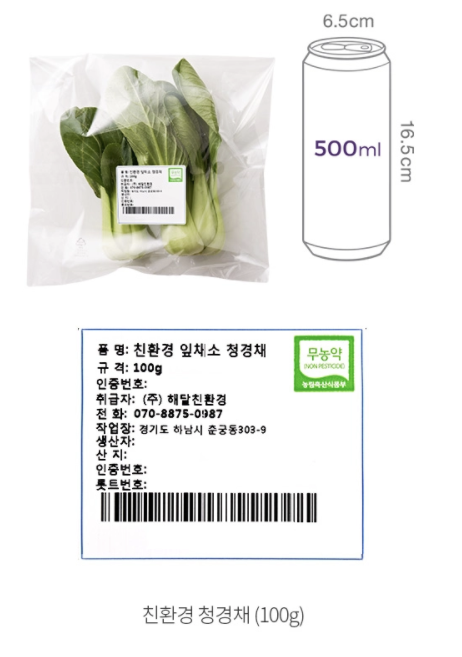 6.5cm
500ml
16.5cm
품 명: 친환경 잎채소 청경채
규 격: 100g
인증번호:
취급자: (주) 해탈친환경
전 화: 070-8875-0987
작업장: 경기도 하남시 춘궁동303-9
생산자:
산 지:
인증번호:
롯트번호:
무농약
(NON PESTICIDE)
농림축산식품부
친환경 청경채 (100g)